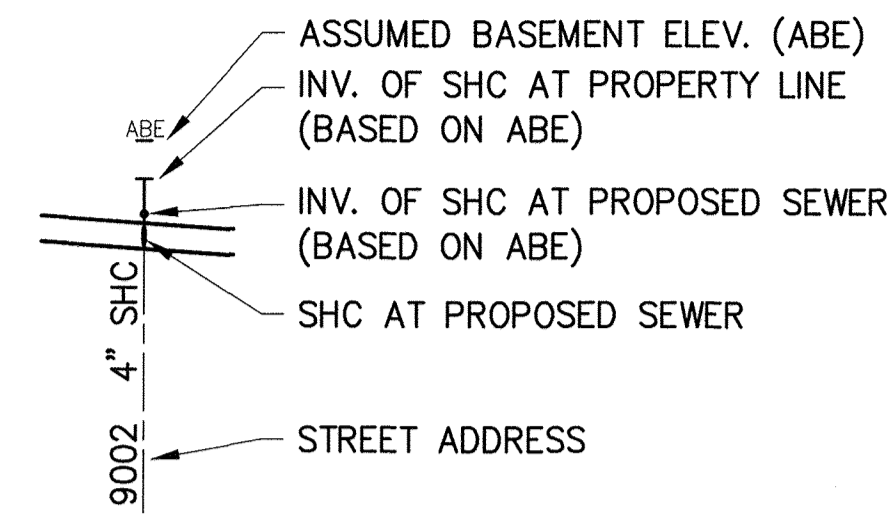 ASSUMED BASEMENT ELEV. (ABE)
INV. OF SHC AT PROPERTY LINE
(BASED ON ABE)
ABE
INV. OF SHC AT PROPOSED SEWER
(BASED ON ABE)
SHC AT PROPOSED SEWER
STREET ADDRESS
9002 4" SHC